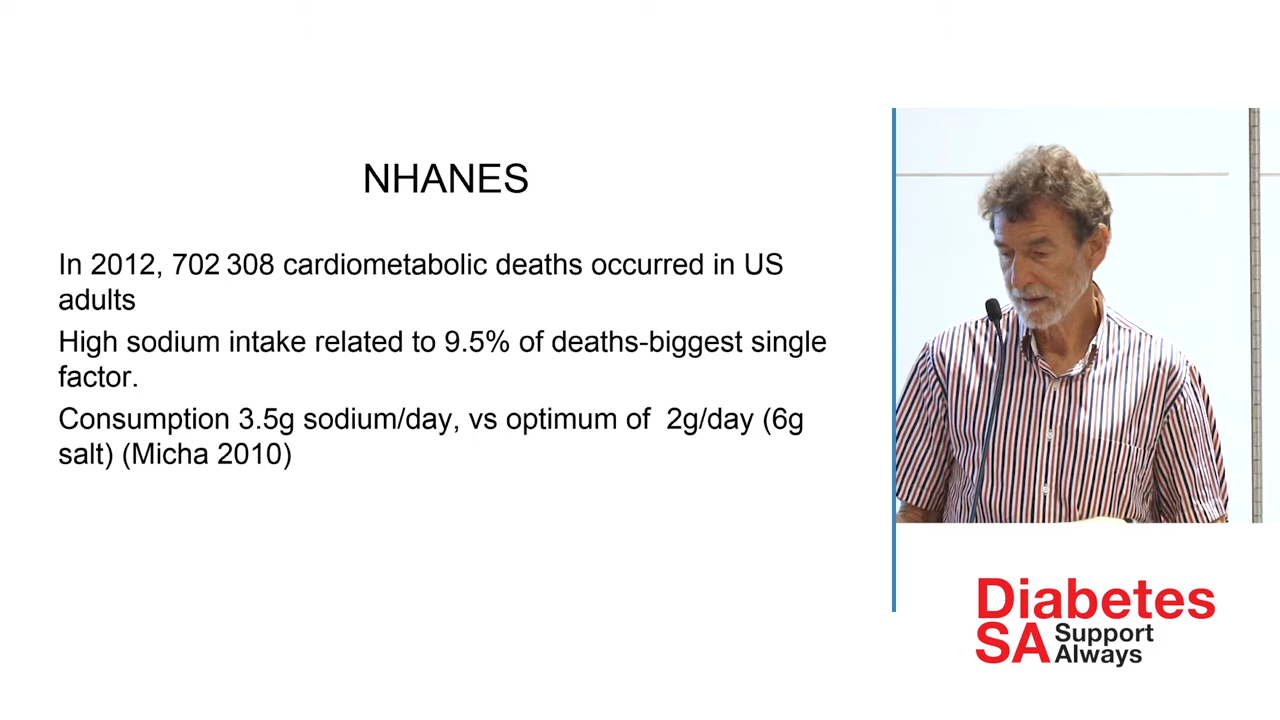 NHANES
In 2012, 702 308 cardiometabolic deaths occurred in US
adults
High sodium intake related to 9.5% of deaths-biggest single
factor.
Consumption 3.5g sodium/day, vs optimum of 2g/day (6g
salt) (Micha 2010)
Diabetes
SA Support
Always